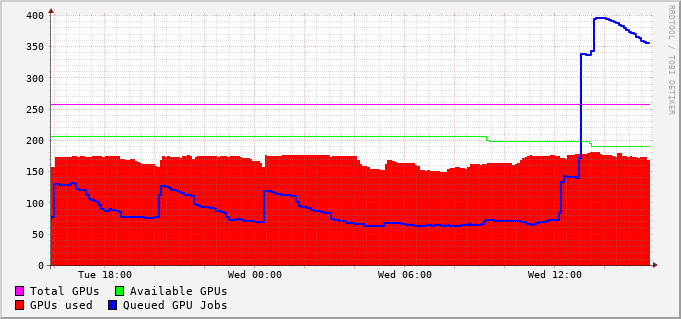 400
350
300
250
200
150
100
50
0
Tue 18:00 Wed 00:00 Wed 06:00 Wed 12:00
Total GPUs Available GPUs
GPUs used Queued GPU Jobs
RRDTOOL / TOBI OETIKER